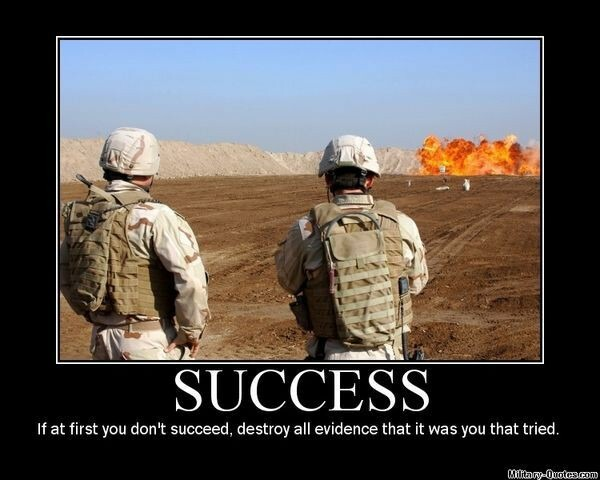 SUCCESS
If at first you don't succeed, destroy all evidence that it was you that tried.
Military-Quotes.com